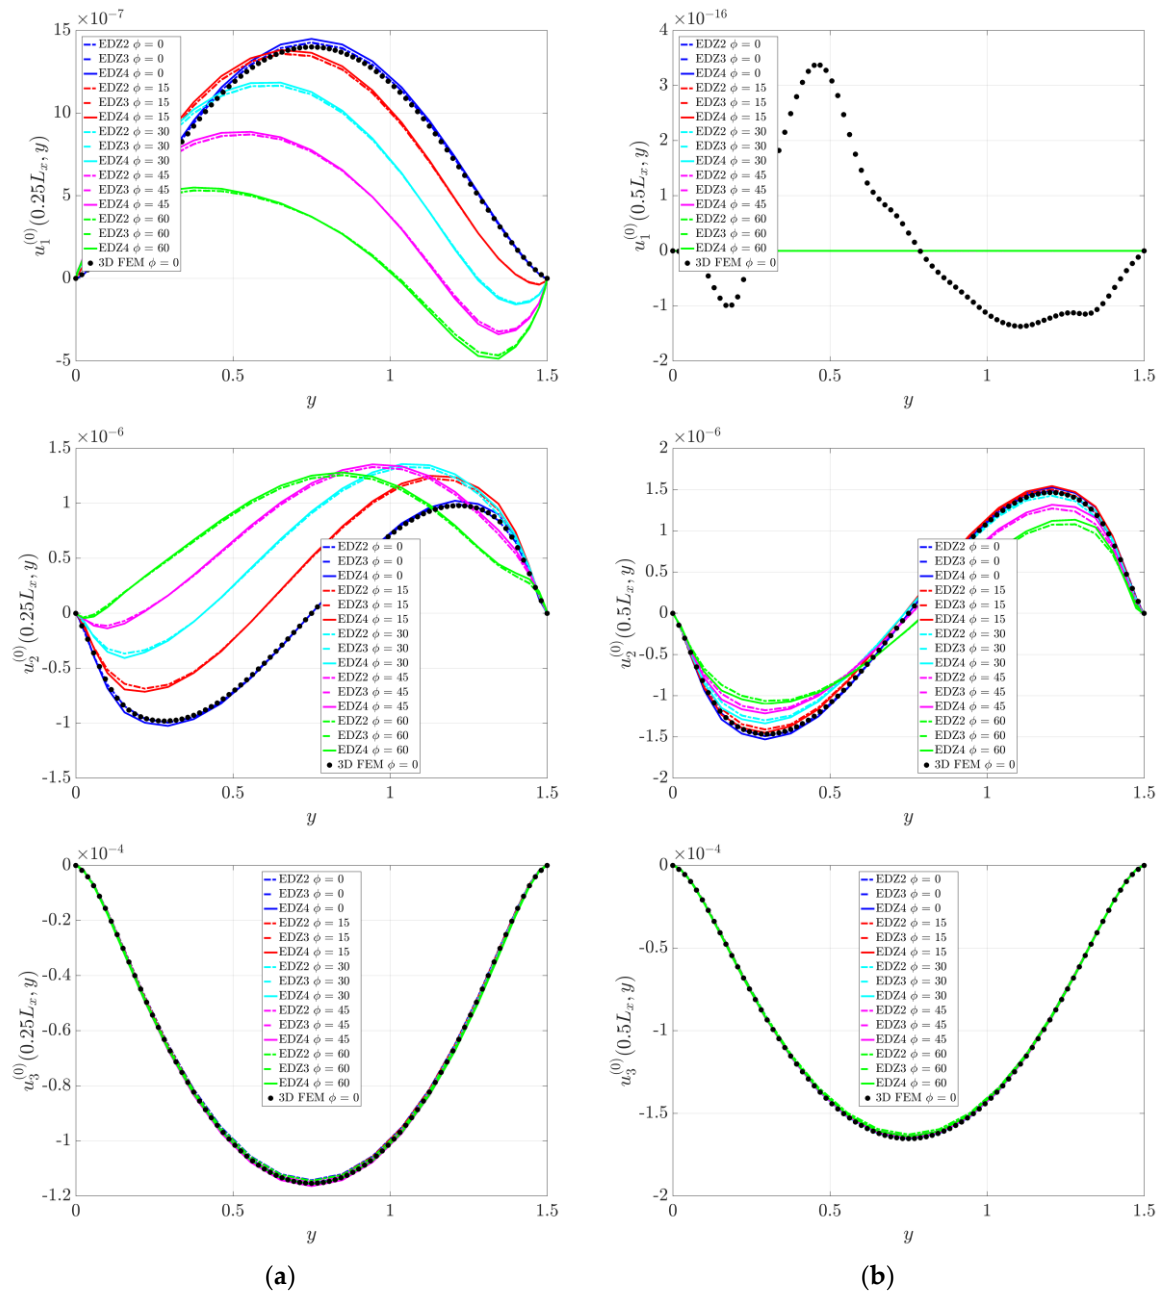 ×10⁻⁷
15
10
5
0
-5
0
0.5
1
1.5
y
u₁⁽⁰⁾(0.25Lₓ, y)
EDZ2 ϕ = 0
EDZ3 ϕ = 0
EDZ4 ϕ = 0
EDZ2 ϕ = 15
EDZ3 ϕ = 15
EDZ4 ϕ = 15
EDZ2 ϕ = 30
EDZ3 ϕ = 30
EDZ4 ϕ = 30
EDZ2 ϕ = 45
EDZ3 ϕ = 45
EDZ4 ϕ = 45
EDZ2 ϕ = 60
EDZ3 ϕ = 60
EDZ4 ϕ = 60
3D FEM ϕ = 0
×10⁻¹⁶
4
3
2
1
0
-1
-2
0
0.5
1
1.5
y
u₁⁽⁰⁾(0.5Lₓ, y)
EDZ2 ϕ = 0
EDZ3 ϕ = 0
EDZ4 ϕ = 0
EDZ2 ϕ = 15
EDZ3 ϕ = 15
EDZ4 ϕ = 15
EDZ2 ϕ = 30
EDZ3 ϕ = 30
EDZ4 ϕ = 30
EDZ2 ϕ = 45
EDZ3 ϕ = 45
EDZ4 ϕ = 45
EDZ2 ϕ = 60
EDZ3 ϕ = 60
EDZ4 ϕ = 60
3D FEM ϕ = 0
×10⁻⁶
1.5
1
0.5
0
-0.5
-1
-1.5
0
0.5
1
1.5
y
u₂⁽⁰⁾(0.25Lₓ, y)
EDZ2 ϕ = 0
EDZ3 ϕ = 0
EDZ4 ϕ = 0
EDZ2 ϕ = 15
EDZ3 ϕ = 15
EDZ4 ϕ = 15
EDZ2 ϕ = 30
EDZ3 ϕ = 30
EDZ4 ϕ = 30
EDZ2 ϕ = 45
EDZ3 ϕ = 45
EDZ4 ϕ = 45
EDZ2 ϕ = 60
EDZ3 ϕ = 60
EDZ4 ϕ = 60
3D FEM ϕ = 0
×10⁻⁶
2
1.5
1
0.5
0
-0.5
-1
-1.5
-2
0
0.5
1
1.5
y
u₂⁽⁰⁾(0.5Lₓ, y)
EDZ2 ϕ = 0
EDZ3 ϕ = 0
EDZ4 ϕ = 0
EDZ2 ϕ = 15
EDZ3 ϕ = 15
EDZ4 ϕ = 15
EDZ2 ϕ = 30
EDZ3 ϕ = 30
EDZ4 ϕ = 30
EDZ2 ϕ = 45
EDZ3 ϕ = 45
EDZ4 ϕ = 45
EDZ2 ϕ = 60
EDZ3 ϕ = 60
EDZ4 ϕ = 60
3D FEM ϕ = 0
×10⁻⁴
0
-0.2
-0.4
-0.6
-0.8
-1
-1.2
0
0.5
1
1.5
y
u₃⁽⁰⁾(0.25Lₓ, y)
EDZ2 ϕ = 0
EDZ3 ϕ = 0
EDZ4 ϕ = 0
EDZ2 ϕ = 15
EDZ3 ϕ = 15
EDZ4 ϕ = 15
EDZ2 ϕ = 30
EDZ3 ϕ = 30
EDZ4 ϕ = 30
EDZ2 ϕ = 45
EDZ3 ϕ = 45
EDZ4 ϕ = 45
EDZ2 ϕ = 60
EDZ3 ϕ = 60
EDZ4 ϕ = 60
3D FEM ϕ = 0
×10⁻⁴
0
-0.5
-1
-1.5
-2
0
0.5
1
1.5
y
u₃⁽⁰⁾(0.5Lₓ, y)
EDZ2 ϕ = 0
EDZ3 ϕ = 0
EDZ4 ϕ = 0
EDZ2 ϕ = 15
EDZ3 ϕ = 15
EDZ4 ϕ = 15
EDZ2 ϕ = 30
EDZ3 ϕ = 30
EDZ4 ϕ = 30
EDZ2 ϕ = 45
EDZ3 ϕ = 45
EDZ4 ϕ = 45
EDZ2 ϕ = 60
EDZ3 ϕ = 60
EDZ4 ϕ = 60
3D FEM ϕ = 0
(a)
(b)